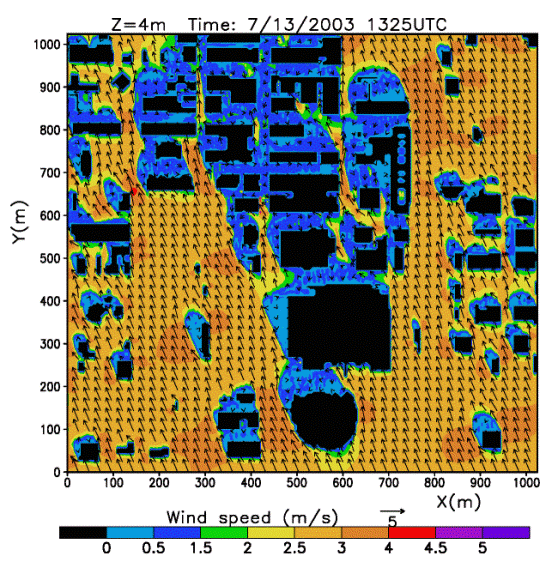 Z=4m Time: 7/13/2003 1325UTC
1000
900
800
700
600
500
400
300
200
100
0
Y(m)
0 100 200 300 400 500 600 700 800 900 1000
X(m)
Wind speed (m/s) 5
0 0.5 1.5 2 2.5 3 4 4.5 5